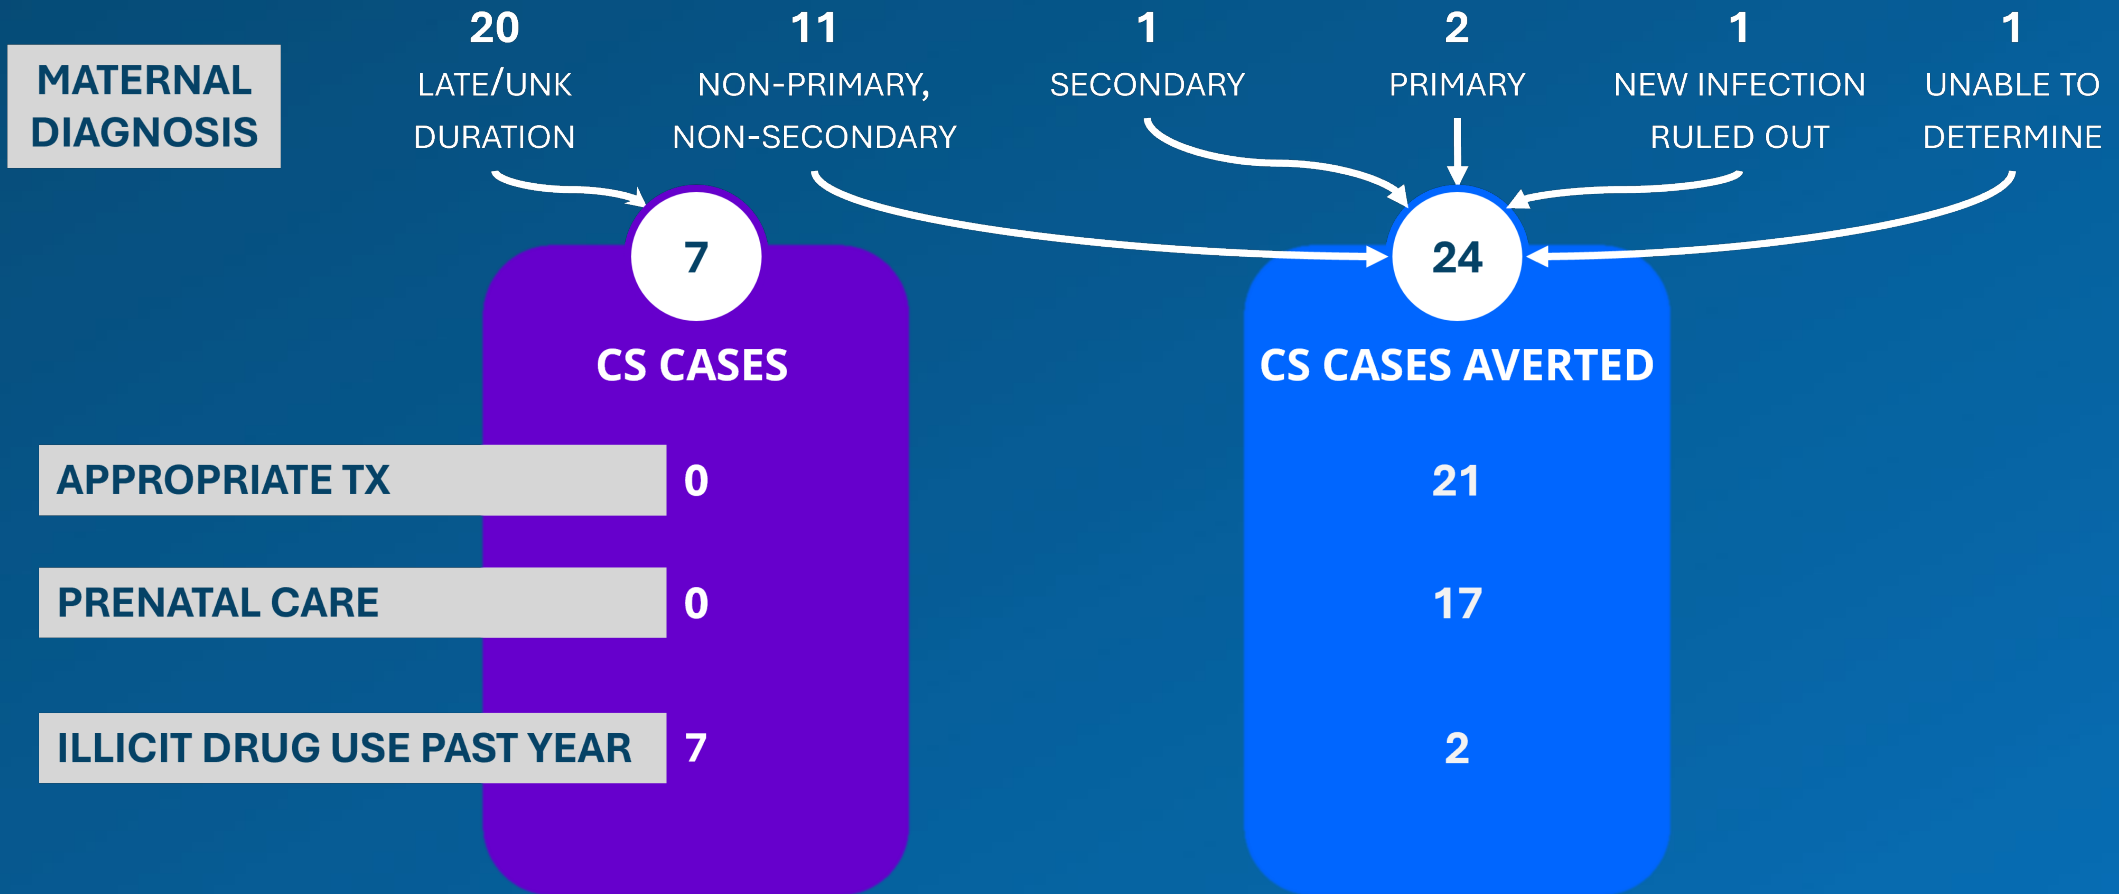 20
11
1
2
1
1
MATERNAL
DIAGNOSIS
LATE/UNK
DURATION
NON-PRIMARY,
NON-SECONDARY
SECONDARY
PRIMARY
NEW INFECTION
RULED OUT
UNABLE TO
DETERMINE
7
24
CS CASES
CS CASES AVERTED
APPROPRIATE TX
0
21
PRENATAL CARE
0
17
ILLICIT DRUG USE PAST YEAR
7
2